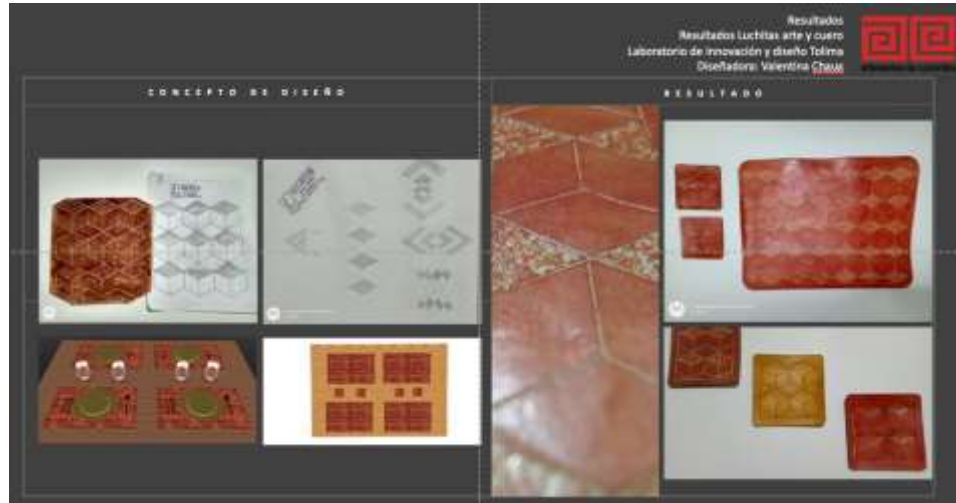 Resultados
Resultados Luchitas arte y cuero
Laboratorio de innovación y diseño Tolima
Diseñadora: Valentina Chaux
CONCEPTO DE DISEÑO
RESULTADO